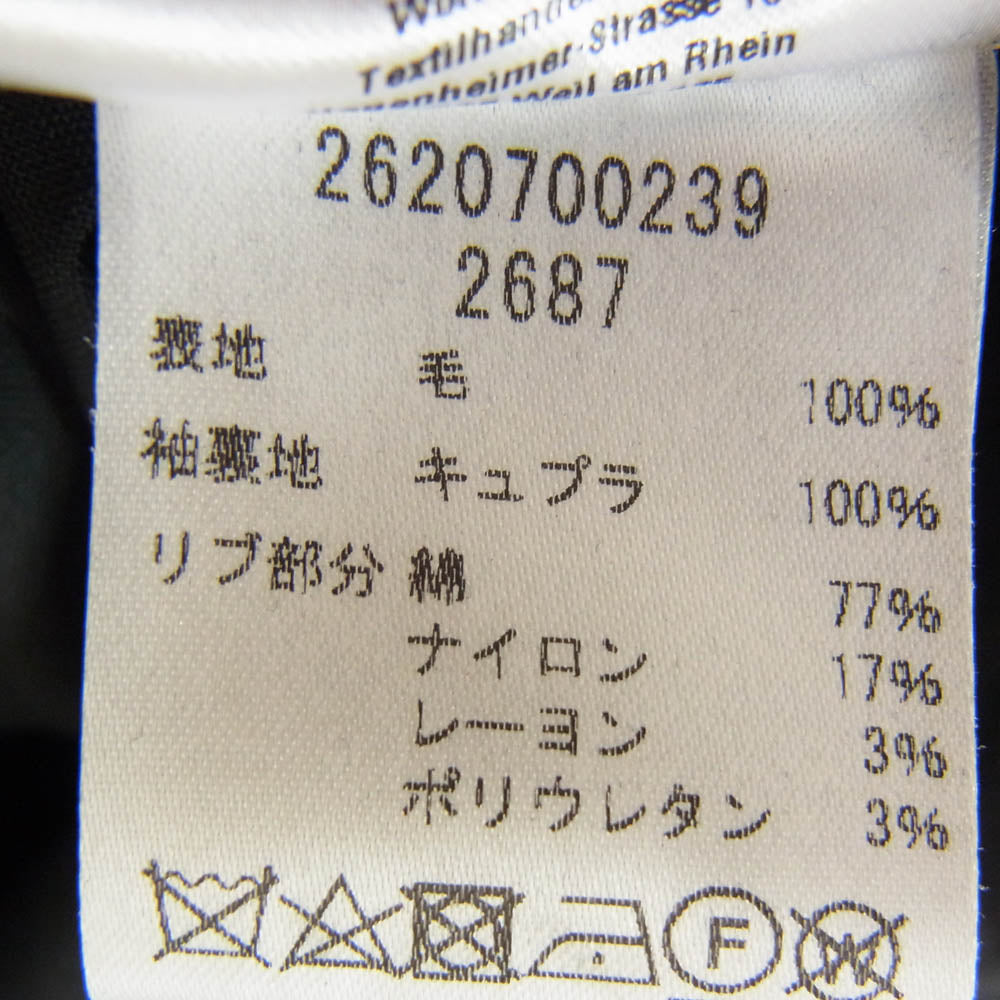 Textilhan
Strasse
Weil am Rhein
2620700239
2687
表地 毛 100%
袖裏地 キュプラ 100%
リブ部分 綿 77%
ナイロン 17%
レーヨン 3%
ポリウレタン 3%
F W